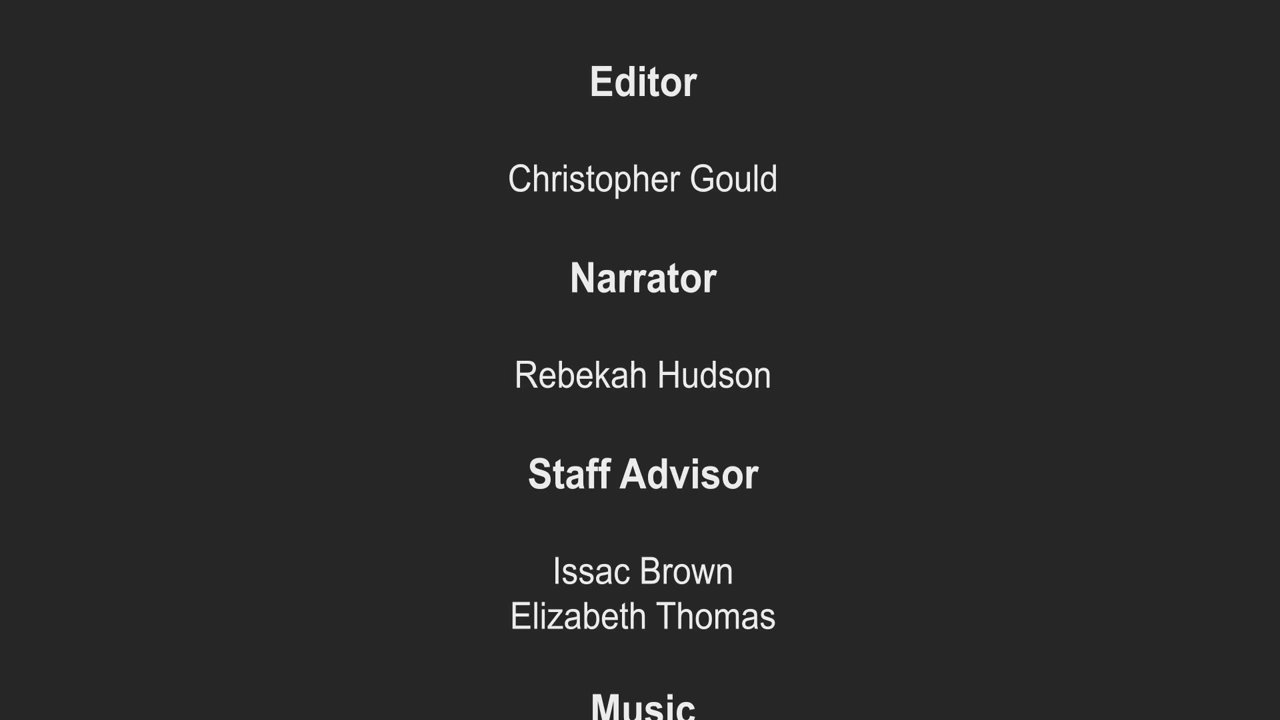 Editor
Christopher Gould
Narrator
Rebekah Hudson
Staff Advisor
Issac Brown
Elizabeth Thomas
Music